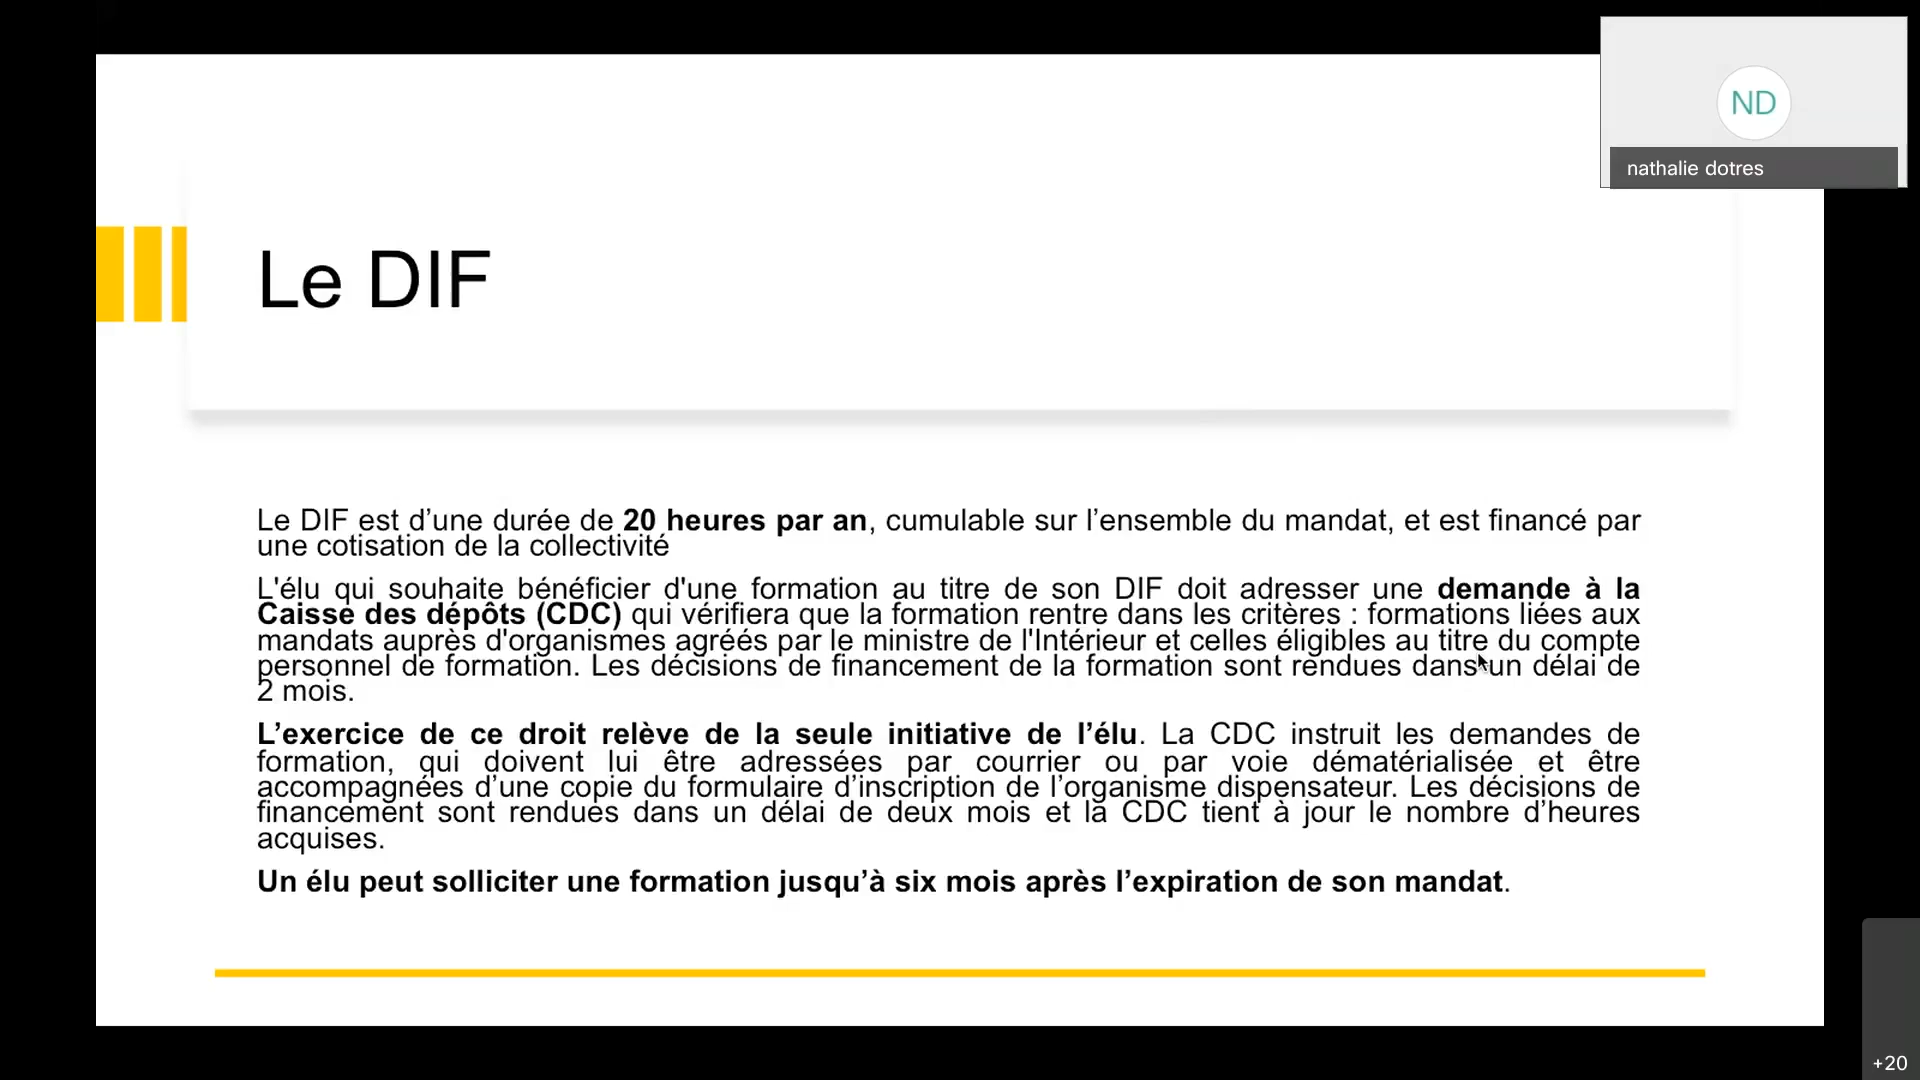 ND
nathalie dotres
Le DIF
Le DIF est d’une durée de 20 heures par an, cumulable sur l’ensemble du mandat, et est financé par
une cotisation de la collectivité
L'élu qui souhaite bénéficier d'une formation au titre de son DIF doit adresser une demande à la
Caisse des dépôts (CDC) qui vérifiera que la formation rentre dans les critères : formations liées aux
mandats auprès d'organismes agréés par le ministre de l'Intérieur et celles éligibles au titre du compte
personnel de formation. Les décisions de financement de la formation sont rendues dans un délai de
2 mois.
L’exercice de ce droit relève de la seule initiative de l’élu. La CDC instruit les demandes de
formation, qui doivent lui être adressées par courrier ou par voie dématérialisée et être
accompagnées d’une copie du formulaire d’inscription de l’organisme dispensateur. Les décisions de
financement sont rendues dans un délai de deux mois et la CDC tient à jour le nombre d’heures
acquises.
Un élu peut solliciter une formation jusqu’à six mois après l’expiration de son mandat.
+20